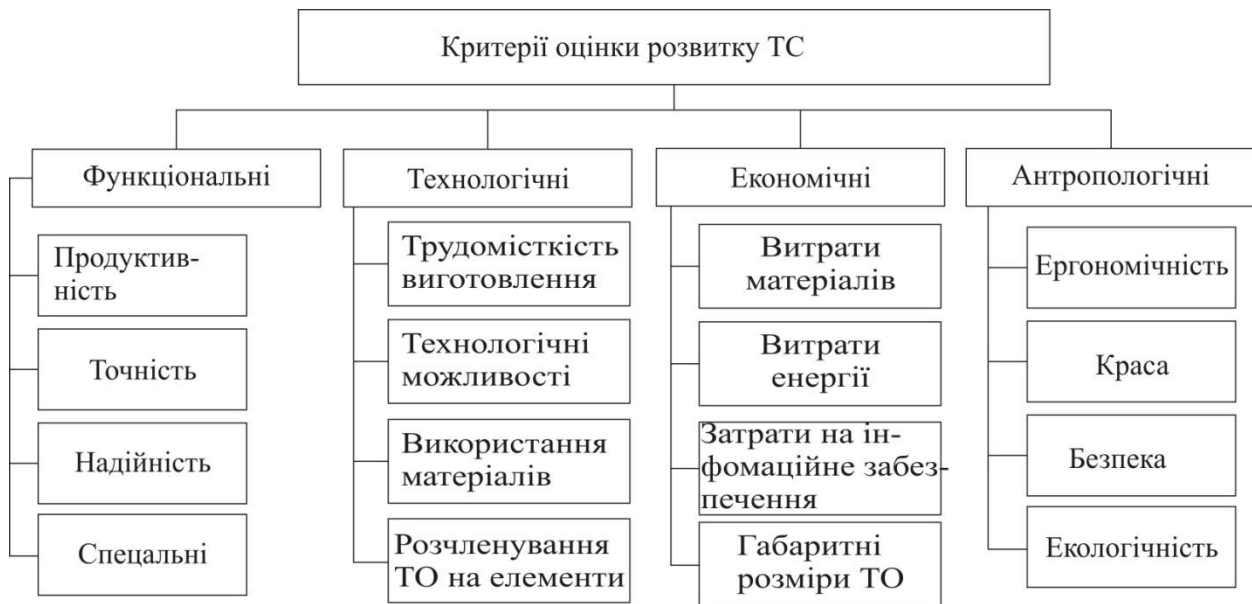 Критерії оцінки розвитку ТС
Функціональні
Продуктив-
ність
Точність
Надійність
Спецальні
Технологічні
Трудомісткість
виготовлення
Технологічні
можливості
Використання
матеріалів
Розчленування
ТО на елементи
Економічні
Витрати
матеріалів
Витрати
енергії
Затрати на ін-
фомаційне забез-
печення
Габаритні
розміри ТО
Антропологічні
Ергономічність
Краса
Безпека
Екологічність